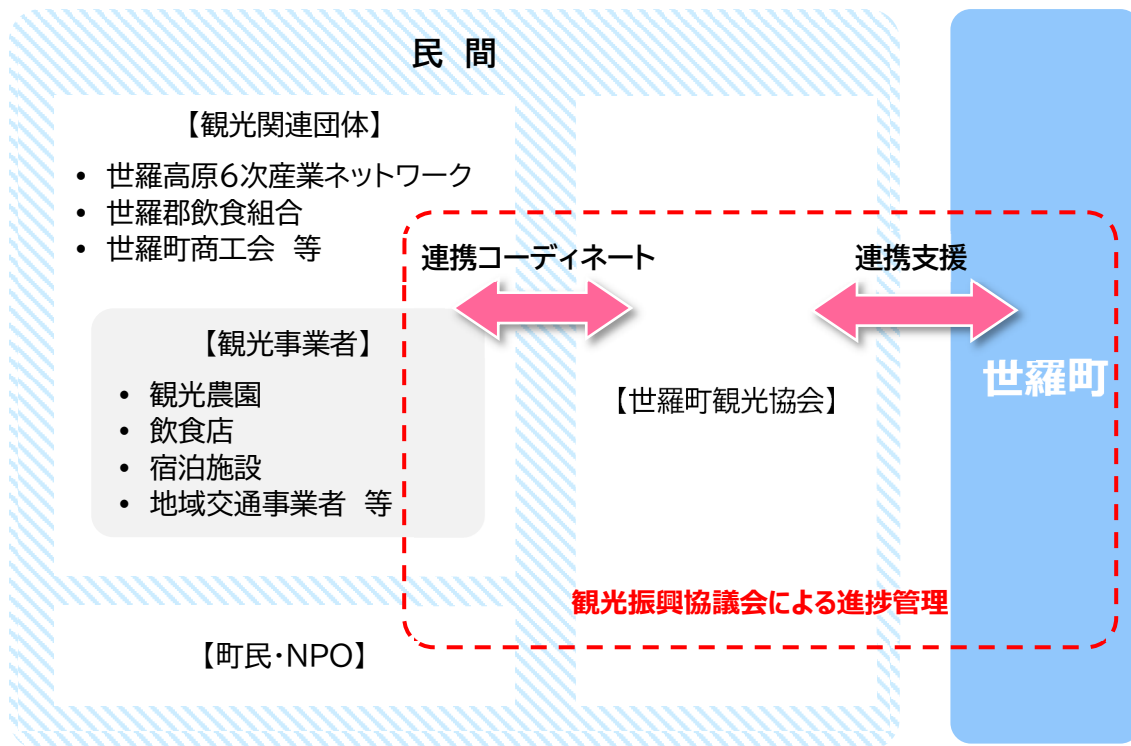 民 間
【観光関連団体】
• 世羅高原6次産業ネットワーク
• 世羅郡飲食組合
• 世羅町商工会 等
【観光事業者】
• 観光農園
• 飲食店
• 宿泊施設
• 地域交通事業者 等
【町民・NPO】
連携コーディネート
【世羅町観光協会】
連携支援
世羅町
観光振興協議会による進捗管理